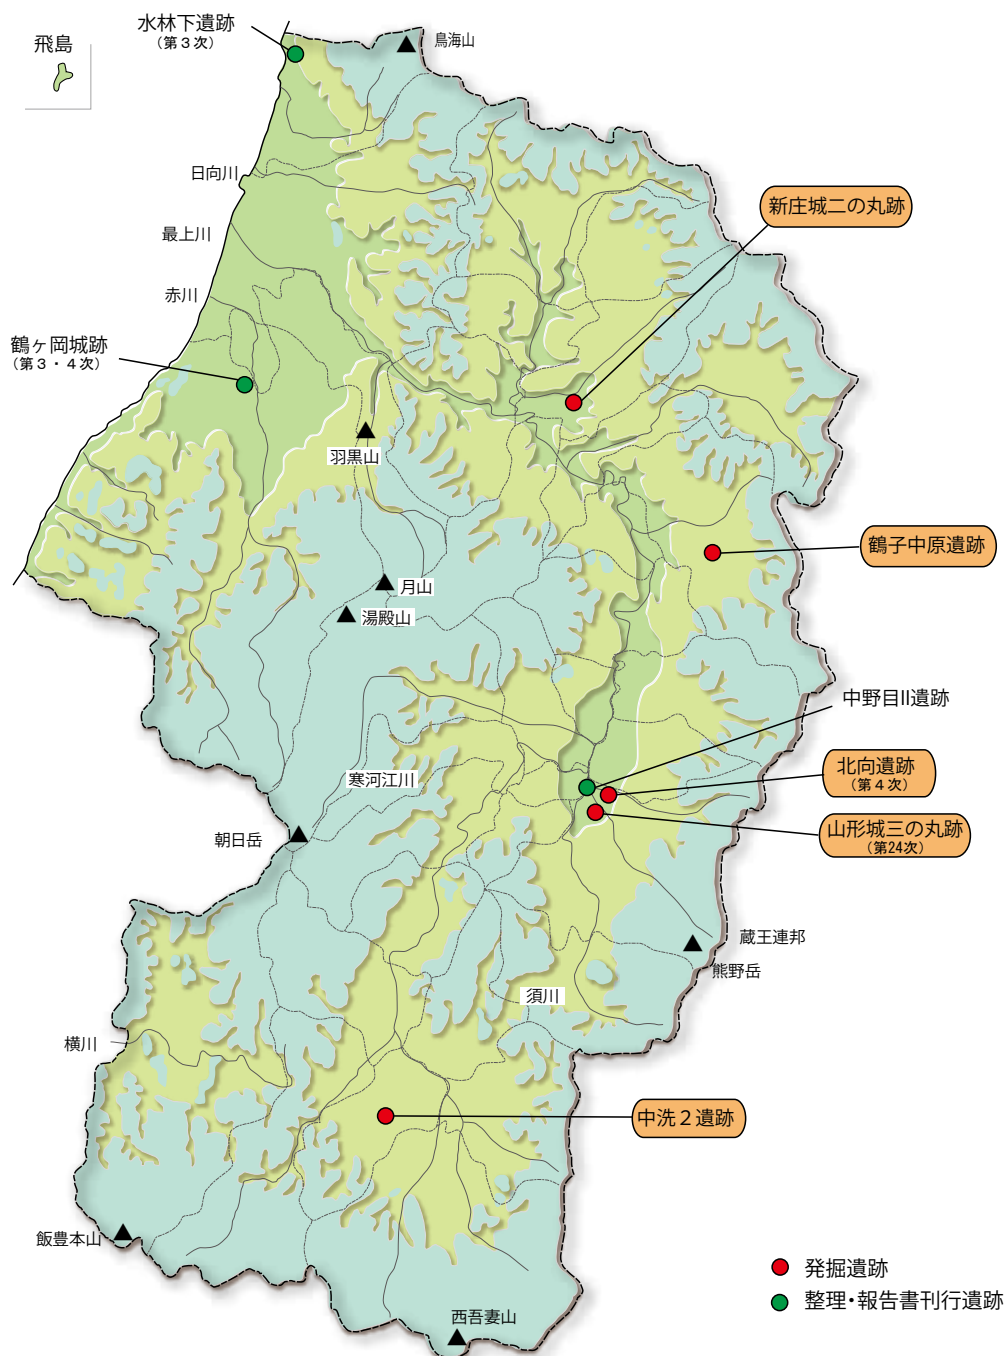 水林下遺跡
（第３次）
鳥海山
飛島
日向川
新庄城二の丸跡
最上川
赤川
鶴ヶ岡城跡
（第３・４次）
羽黒山
鶴子中原遺跡
月山
湯殿山
中野目II遺跡
北向遺跡
（第４次）
寒河江川
山形城三の丸跡
（第24次）
朝日岳
蔵王連邦
熊野岳
須川
横川
中洗２遺跡
飯豊本山
発掘遺跡
整理・報告書刊行遺跡
西吾妻山